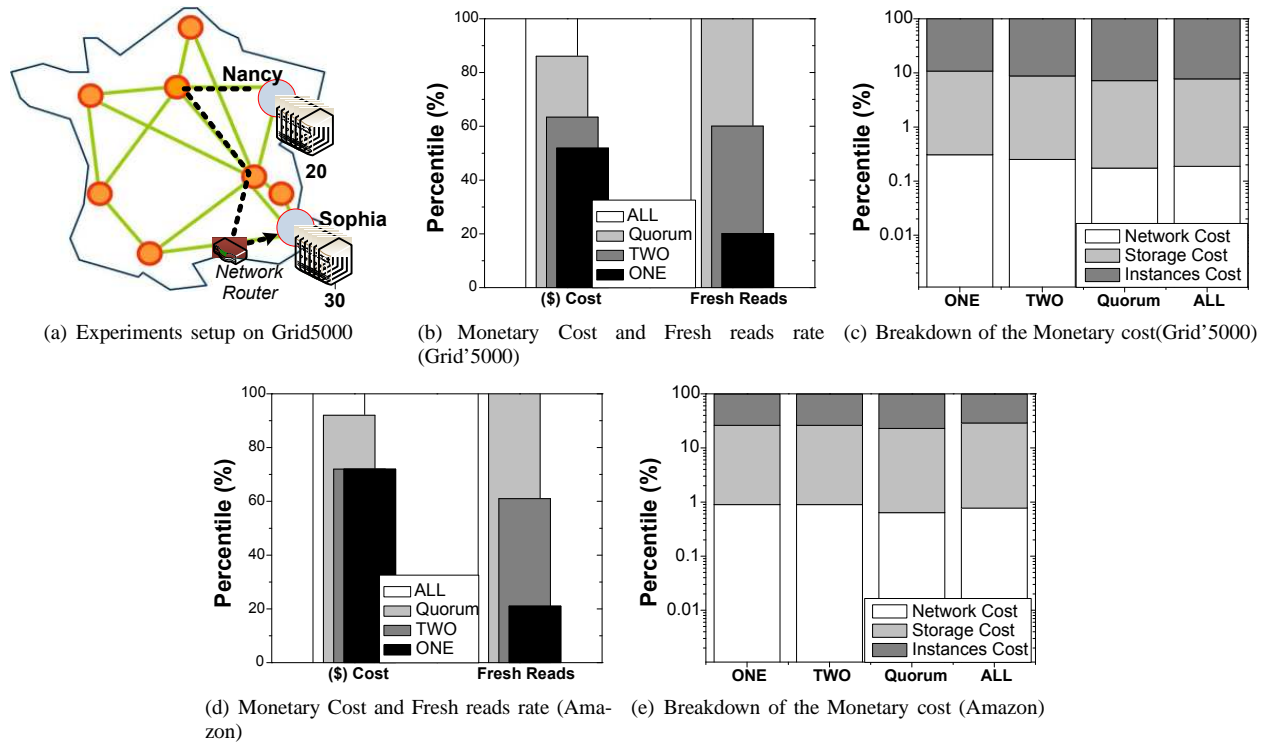 Nancy
20
Sophia
Network
Router
30
(a) Experiments setup on Grid5000
Percentile (%)
100
80
60
40
20
0
ALL
Quorum
TWO
ONE
($) Cost
Fresh Reads
(b) Monetary Cost and Fresh reads rate
(Grid'5000)
Percentile (%)
100
10
1
0.1
0.01
Network Cost
Storage Cost
Instances Cost
ONE
TWO
Quorum
ALL
(c) Breakdown of the Monetary cost(Grid'5000)
Percentile (%)
100
80
60
40
20
0
ALL
Quorum
TWO
ONE
($) Cost
Fresh Reads
(d) Monetary Cost and Fresh reads rate (Ama-
zon)
Percentile (%)
100
10
1
0.1
0.01
Network Cost
Storage Cost
Instances Cost
ONE
TWO
Quorum
ALL
(e) Breakdown of the Monetary cost (Amazon)